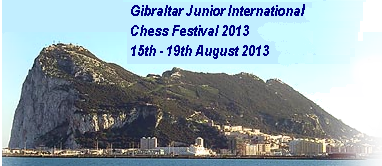 Gibraltar Junior International
Chess Festival 2013
15th - 19th August 2013